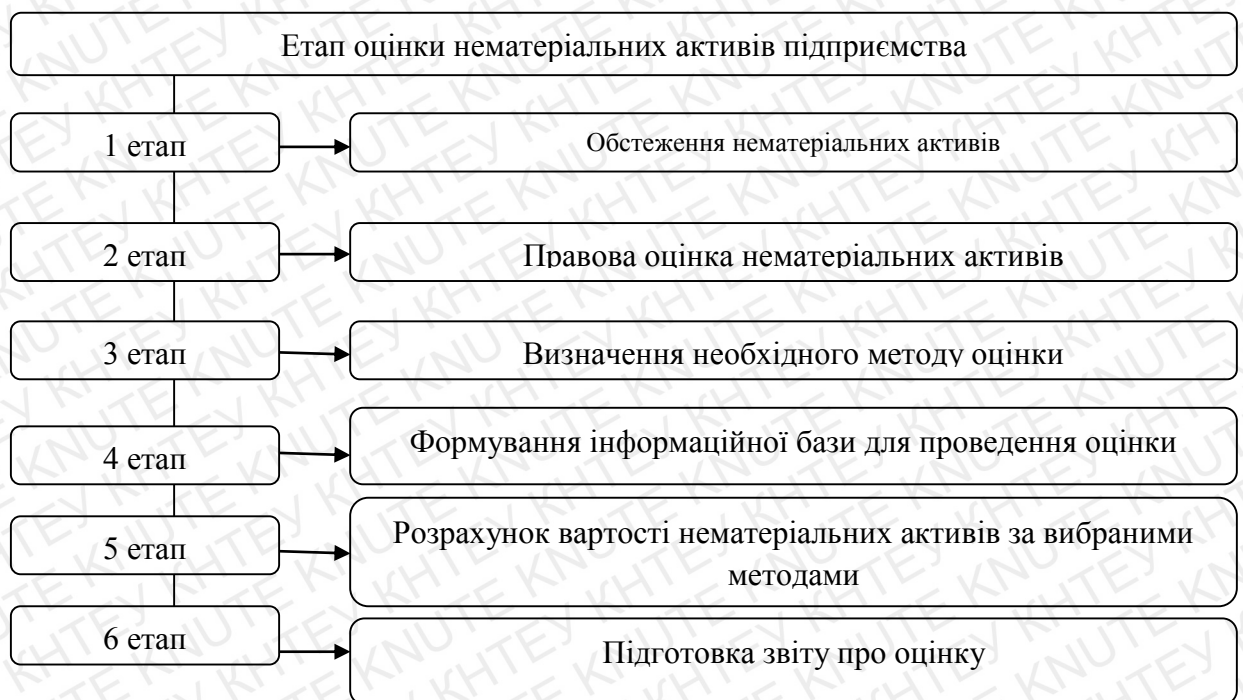 Етап оцінки нематеріальних активів підприємства
1 етап
Обстеження нематеріальних активів
2 етап
Правова оцінка нематеріальних активів
3 етап
Визначення необхідного методу оцінки
4 етап
Формування інформаційної бази для проведення оцінки
5 етап
Розрахунок вартості нематеріальних активів за вибраними
методами
6 етап
Підготовка звіту про оцінку